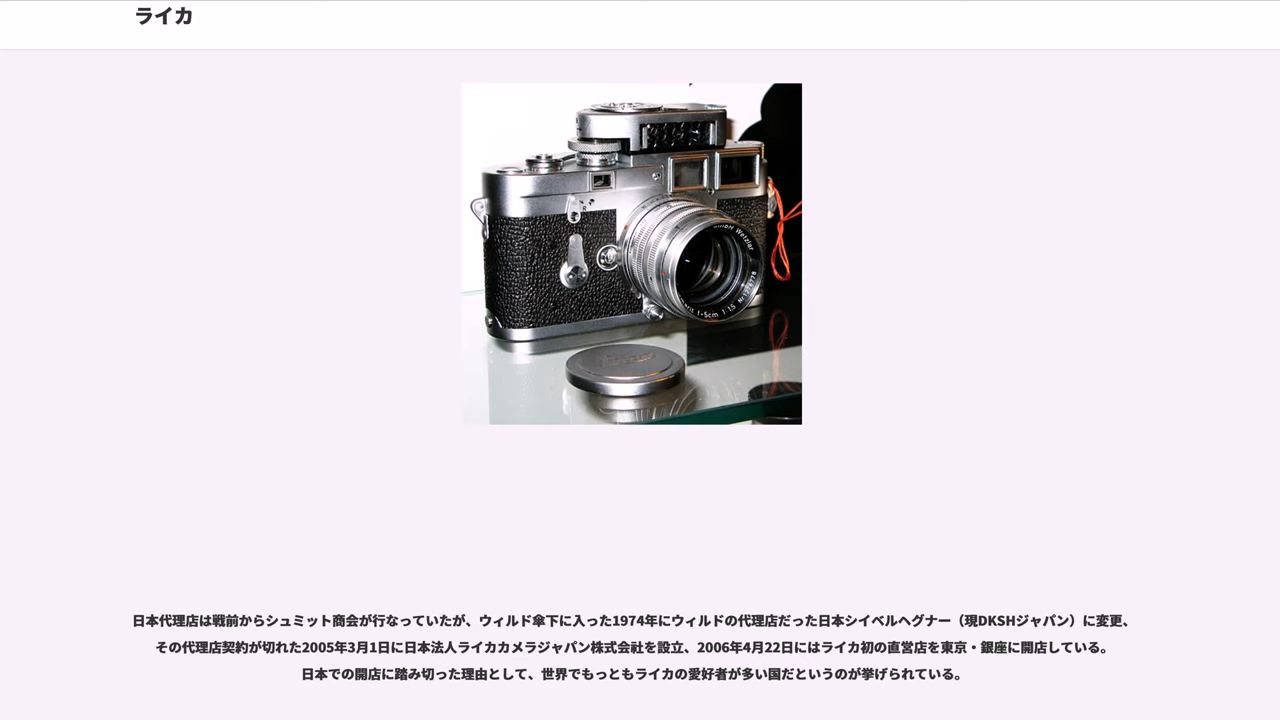 ライカ
GmbH Wetzlar
f=5cm 1:1,5
日本代理店は戦前からシュミット商会が行なっていたが、ウィルド傘下に入った1974年にウィルドの代理店だった日本シイベルヘグナー（現DKSHジャパン）に変更、
その代理店契約が切れた2005年3月1日に日本法人ライカカメラジャパン株式会社を設立、2006年4月22日にはライカ初の直営店を東京・銀座に開店している。
日本での開店に踏み切った理由として、世界でもっともライカの愛好者が多い国だというのが挙げられている。